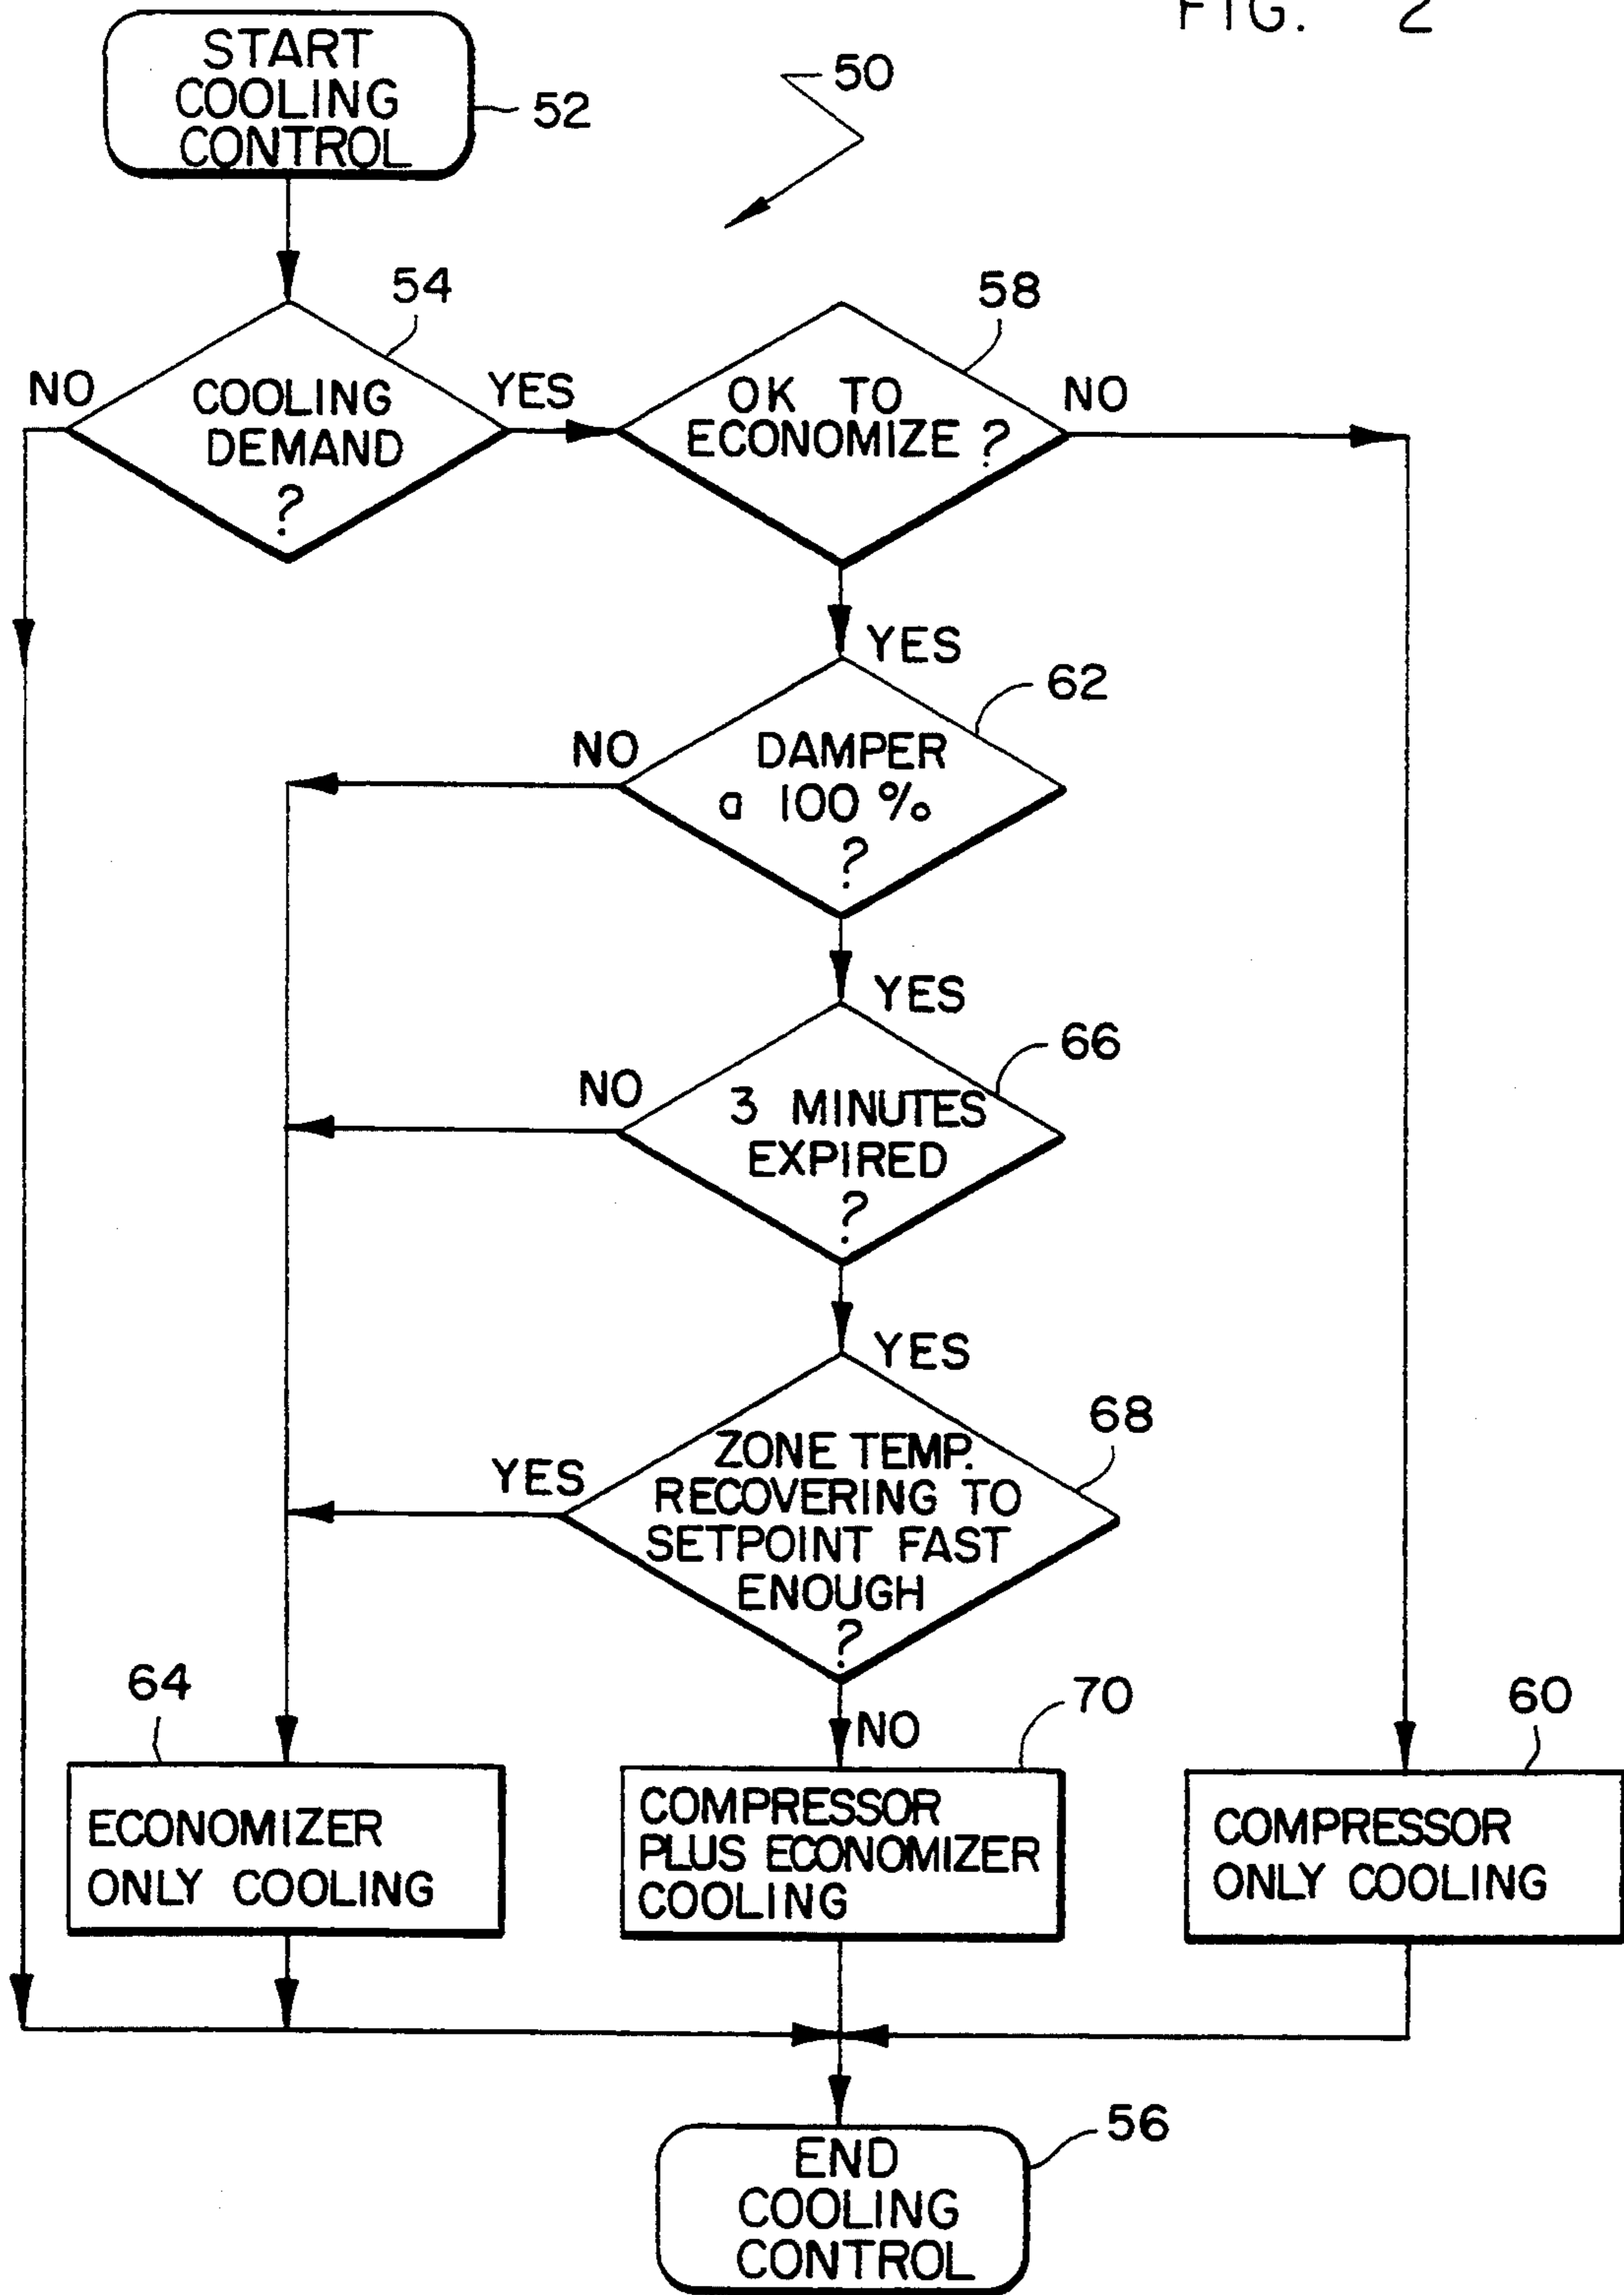 FIG. 2
START
COOLING
CONTROL
52
50
54
58
NO
COOLING
DEMAND
?
YES
OK TO
ECONOMIZE ?
NO
YES
62
NO
DAMPER
a 100 %
?
YES
66
NO
3 MINUTES
EXPIRED
?
YES
68
YES
ZONE TEMP.
RECOVERING TO
SETPOINT FAST
ENOUGH
?
64
NO
70
60
ECONOMIZER
ONLY COOLING
COMPRESSOR
PLUS ECONOMIZER
COOLING
COMPRESSOR
ONLY COOLING
56
END
COOLING
CONTROL